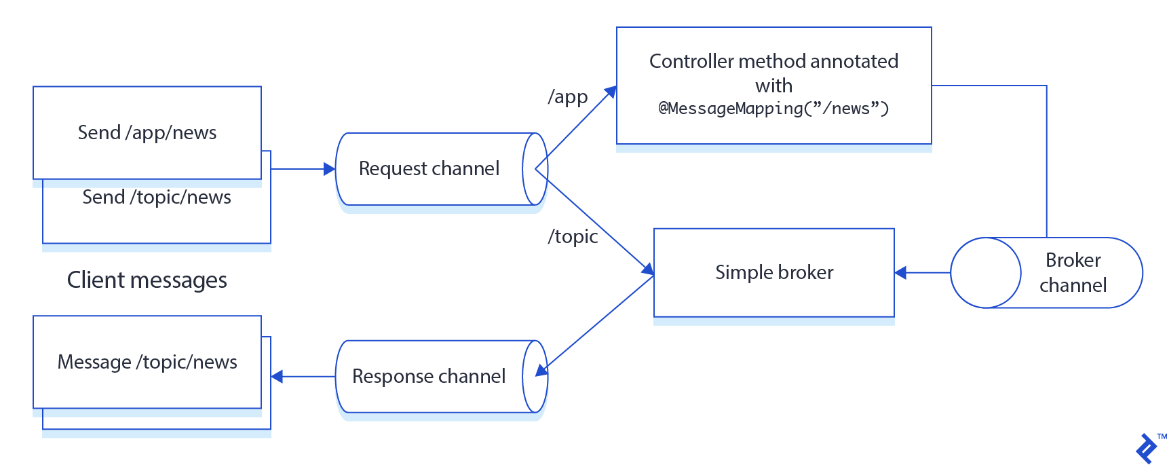 Send /app/news
Send /topic/news
Client messages
Message /topic/news
Request channel
Response channel
/app
/topic
Controller method annotated
with
@MessageMapping(”/news”)
Simple broker
Broker
channel
™